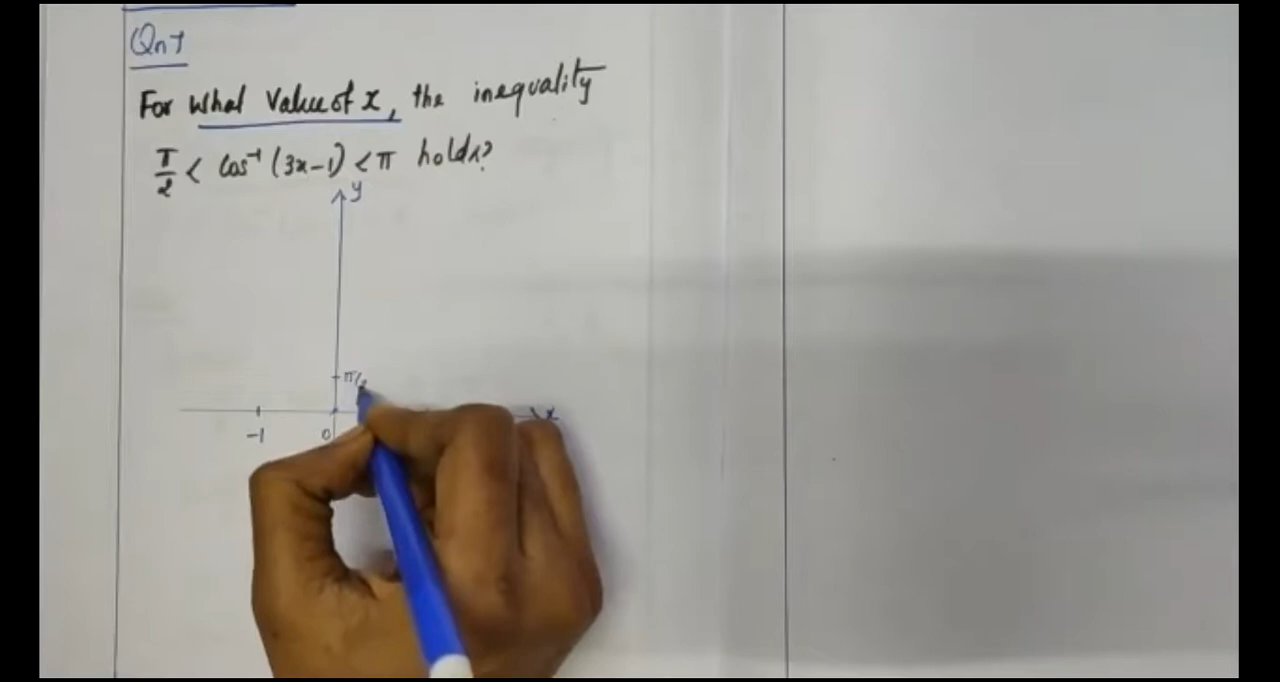 Qn 7
For what value of x, the inequality
π/2 < cos⁻¹ (3x-1) < π holds?
y
π/2
x
-1 0